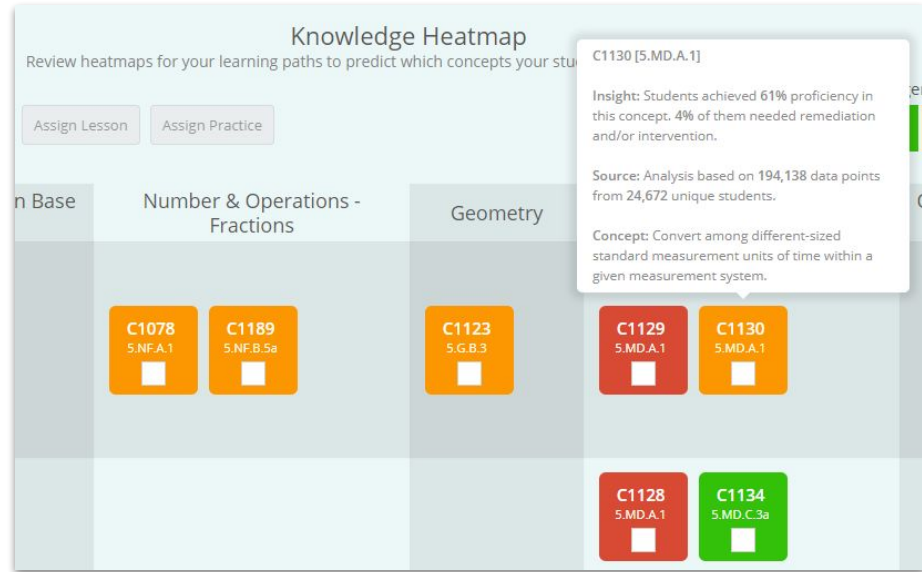 Knowledge Heatmap
Review heatmaps for your learning paths to predict which concepts your stu
C1130 [5.MD.A.1]
Insight: Students achieved 61% proficiency in
this concept. 4% of them needed remediation
and/or intervention.
Source: Analysis based on 194,138 data points
from 24,672 unique students.
Concept: Convert among different-sized
standard measurement units of time within a
given measurement system.
Assign Lesson
Assign Practice
n Base
Number & Operations -
Fractions
Geometry
C1078
5.NF.A.1
C1189
5.NF.B.5a
C1123
5.G.B.3
C1129
5.MD.A.1
C1130
5.MD.A.1
C1128
5.MD.A.1
C1134
5.MD.C.3a